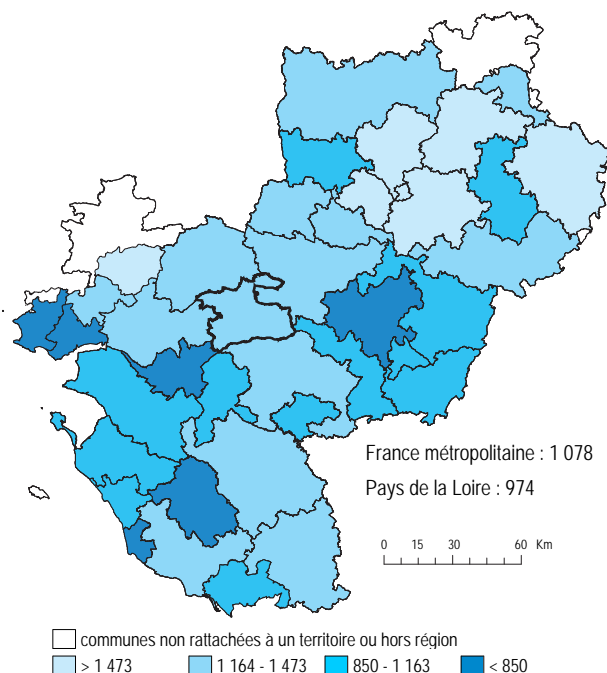 France métropolitaine : 1 078
Pays de la Loire : 974
0 15 30 60 Km
communes non rattachées à un territoire ou hors région
> 1 473 1 164 - 1 473 850 - 1 163 < 850